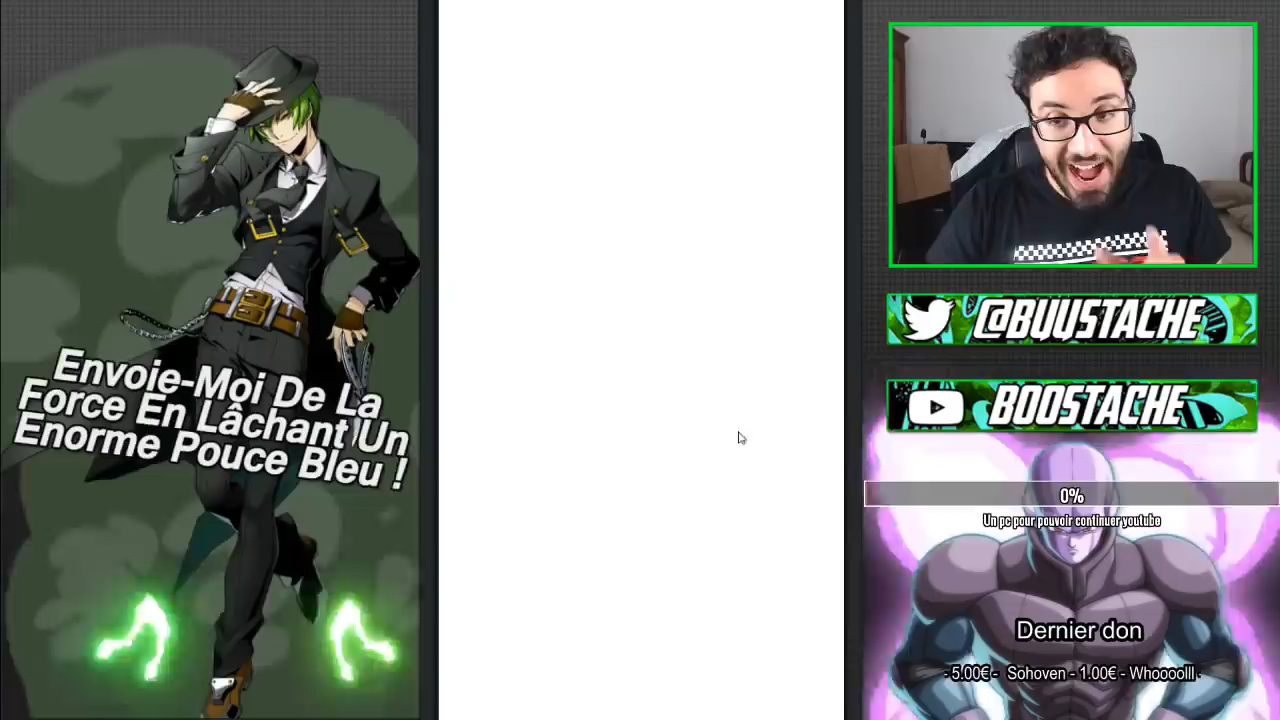 Envoie-Moi De La
Force En Lâchant Un
Enorme Pouce Bleu !
@BUUSTACHE
BOOSTACHE
0%
Un pc pour pouvoir continuer youtube
Dernier don
- 5.00€ - Sohoven - 1.00€ - Whoooolll -